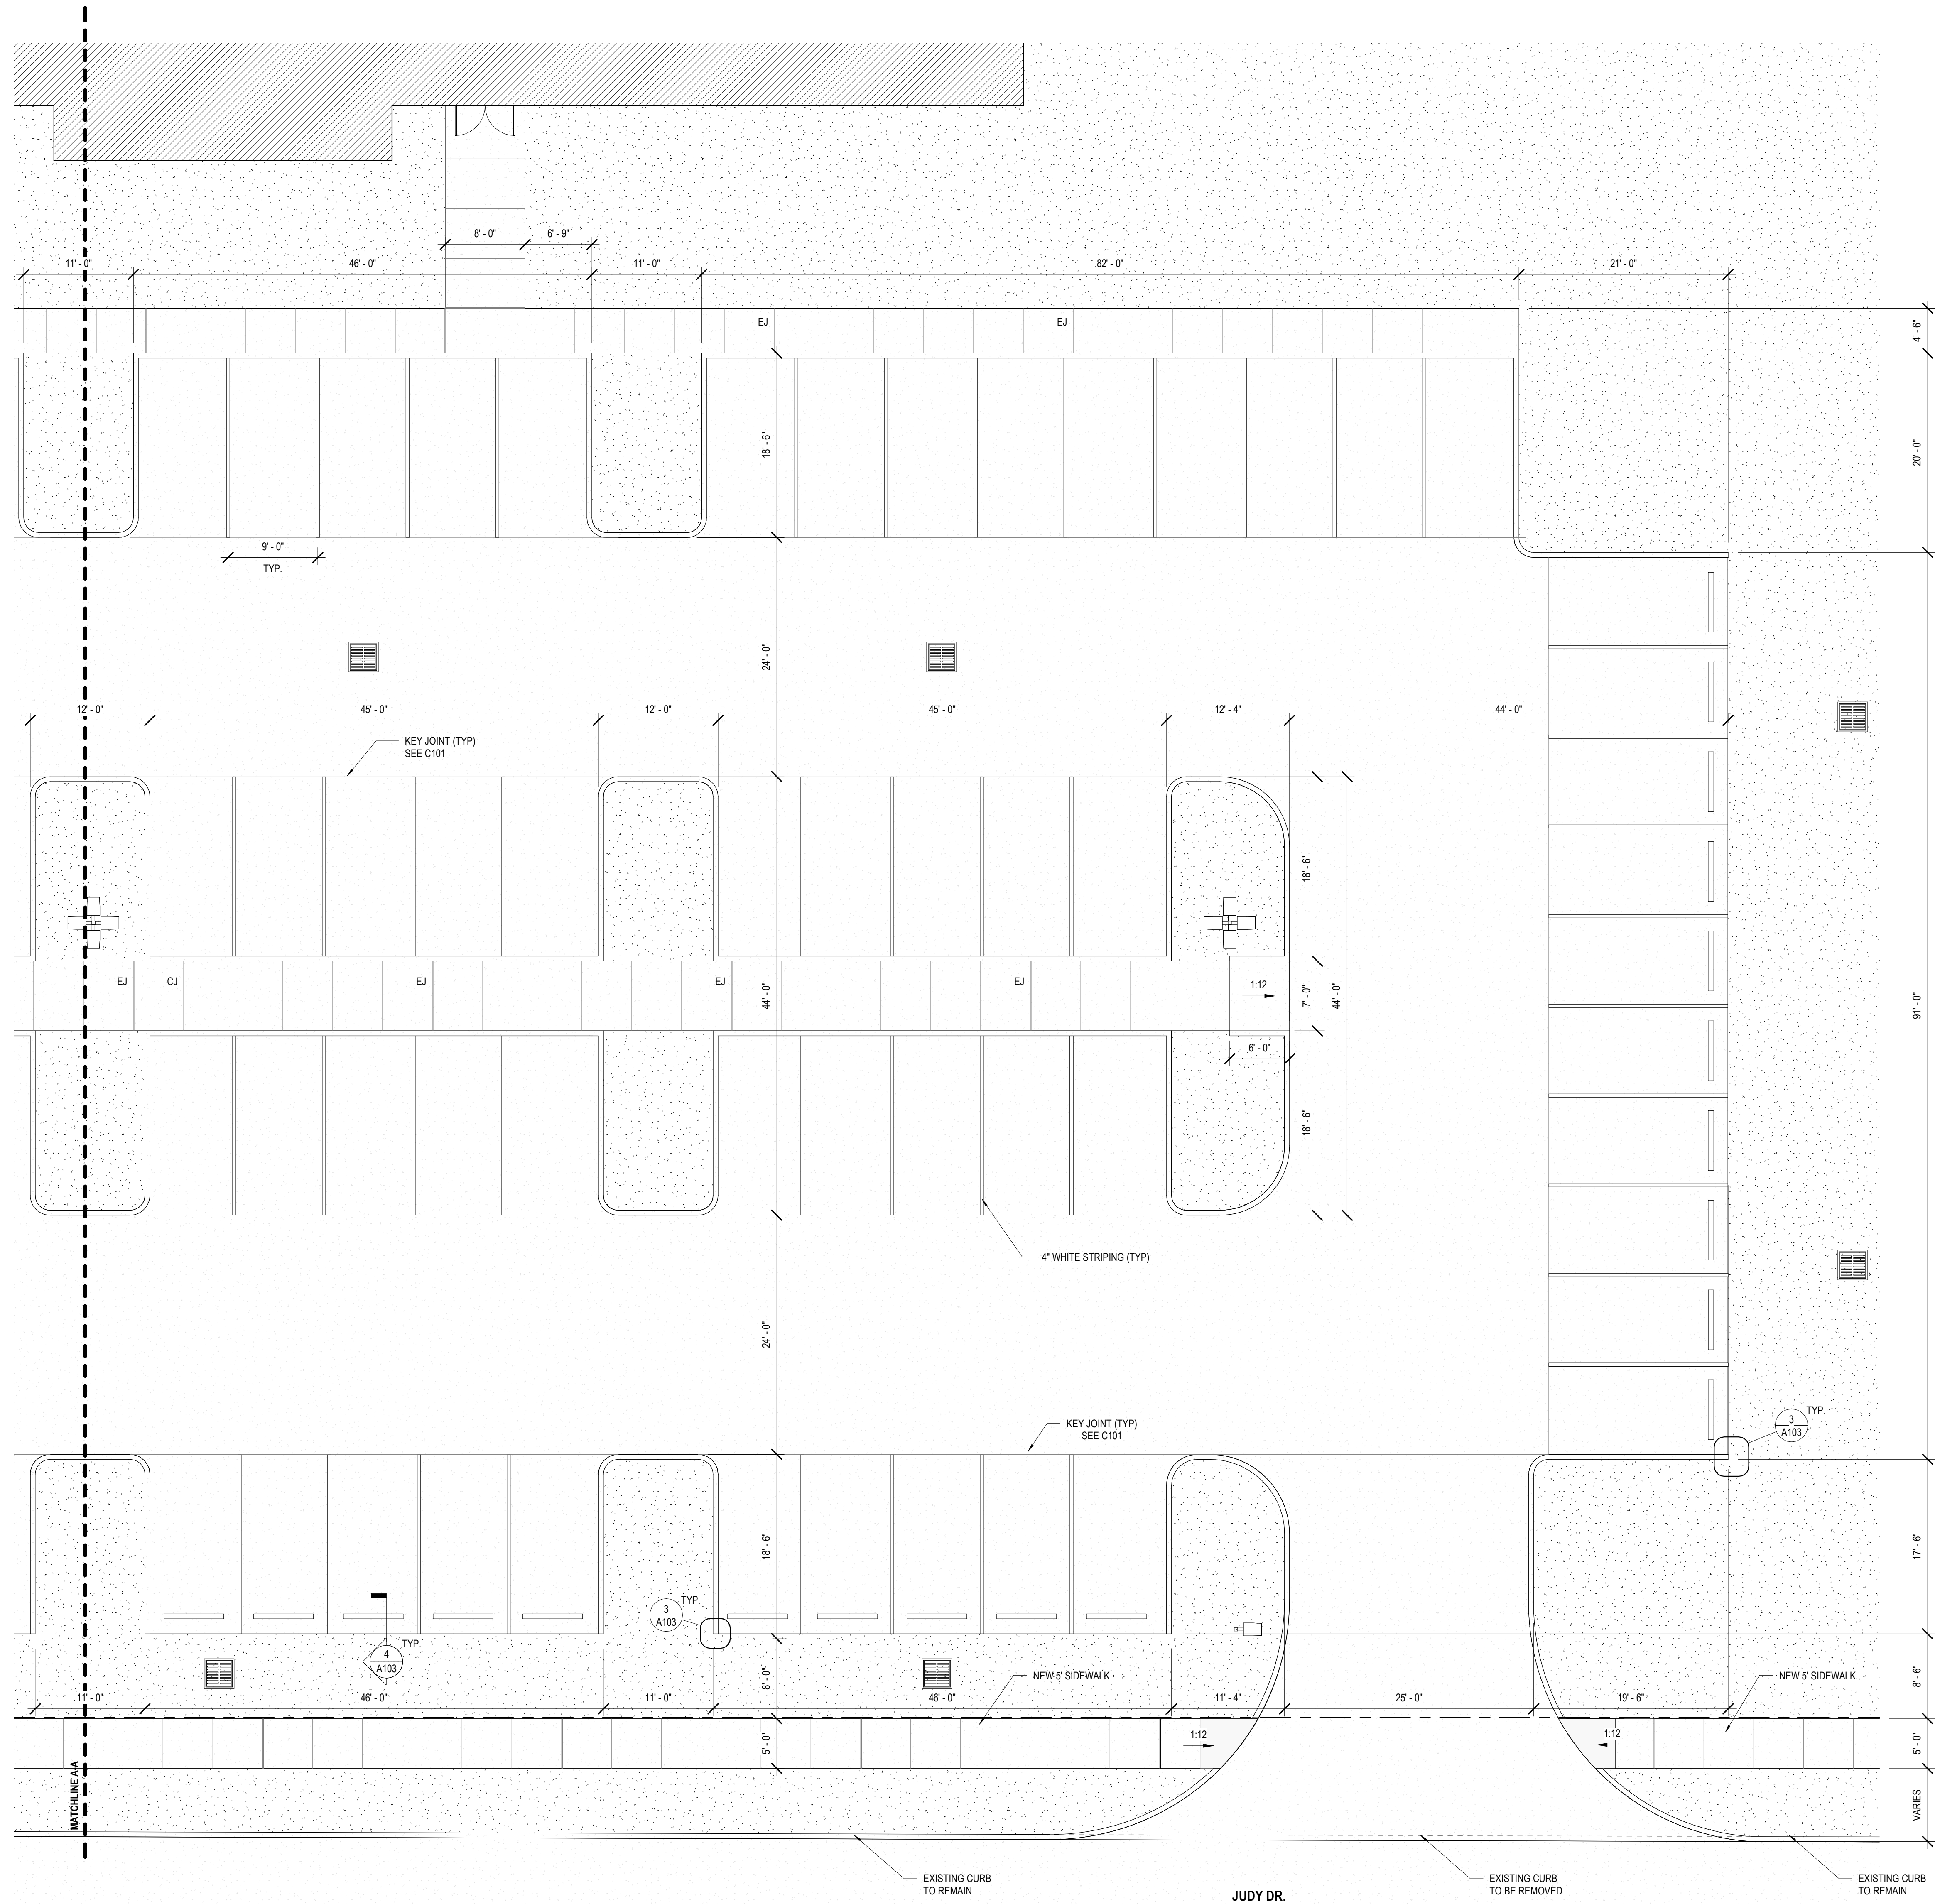 8' - 0"
6' - 9"
11' - 0"
46' - 0"
11' - 0"
82' - 0"
21' - 0"
EJ
EJ
4' - 6"
18' - 6"
20' - 0"
9' - 0"
TYP.
24' - 0"
12' - 0"
45' - 0"
12' - 0"
45' - 0"
12' - 4"
44' - 0"
KEY JOINT (TYP)
SEE C101
18' - 6"
EJ
CJ
EJ
EJ
EJ
44' - 0"
1:12
7' - 0"
44' - 0"
91' - 0"
6' - 0"
18' - 6"
4" WHITE STRIPING (TYP)
24' - 0"
KEY JOINT (TYP)
SEE C101
3
A103
TYP.
18' - 6"
17' - 6"
3
A103
TYP.
4
A103
TYP.
NEW 5' SIDEWALK
NEW 5' SIDEWALK
8' - 0"
8' - 6"
11' - 0"
46' - 0"
11' - 0"
46' - 0"
11' - 4"
25' - 0"
19' - 6"
1:12
1:12
5' - 0"
5' - 0"
MATCHLINE A-A
VARIES
EXISTING CURB
TO REMAIN
EXISTING CURB
TO BE REMOVED
EXISTING CURB
TO REMAIN
JUDY DR.